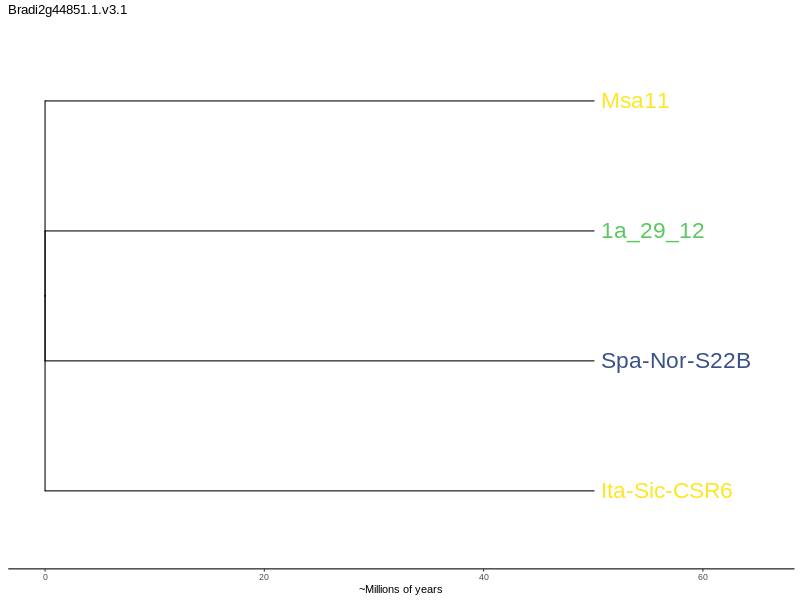 Bradi2g44851.1.v3.1
Msa11
1a_29_12
Spa-Nor-S22B
Ita-Sic-CSR6
0 20 40 60
~Millions of years